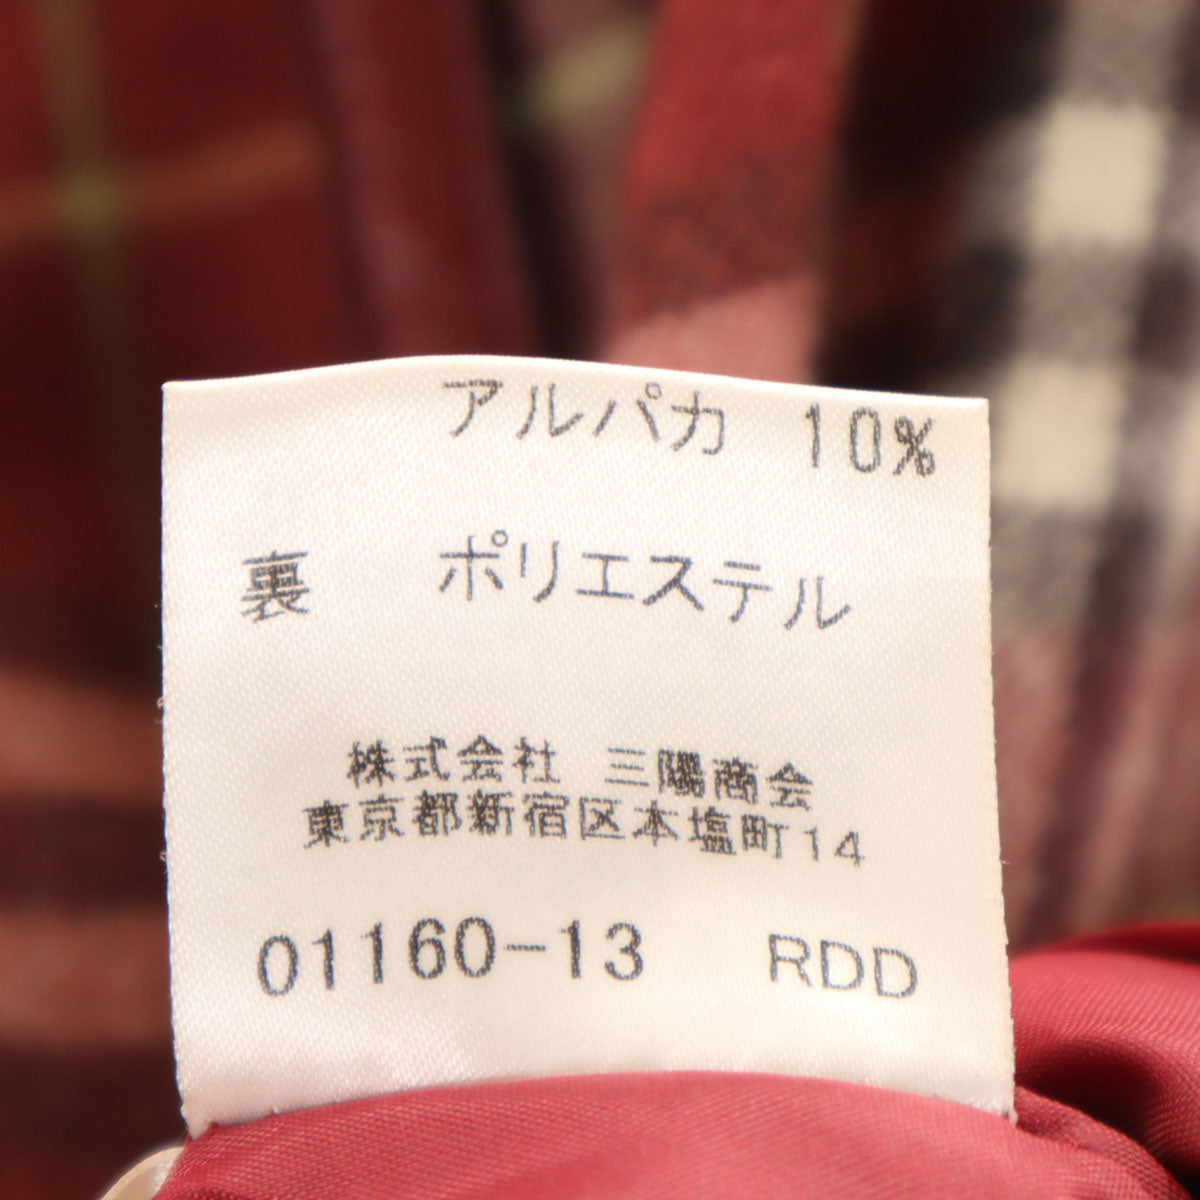 アルパカ 10%
裏 ポリエステル
株式会社 三陽商会
東京都新宿区本塩町14
01160-13 RDD